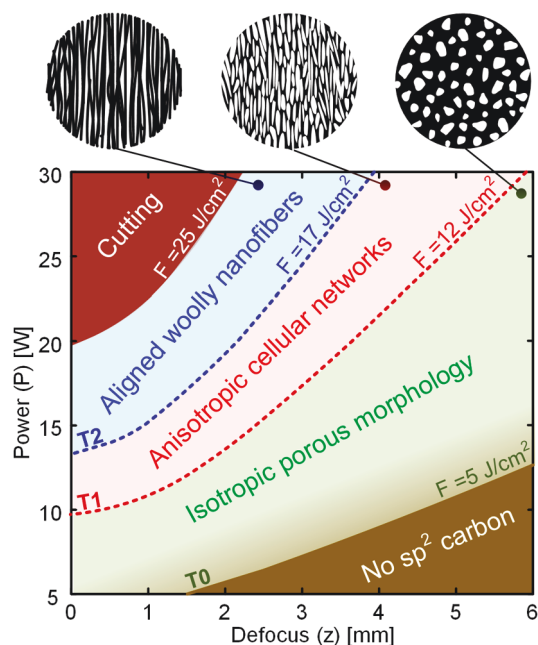 30
25
20
15
10
5
Power (P) [W]
Cutting
F =25 J/cm²
Aligned woolly nanofibers
F =17 J/cm²
Anisotropic cellular networks
F =12 J/cm²
Isotropic porous morphology
F =5 J/cm²
No sp² carbon
T2
T1
T0
0 1 2 3 4 5 6
Defocus (z) [mm]